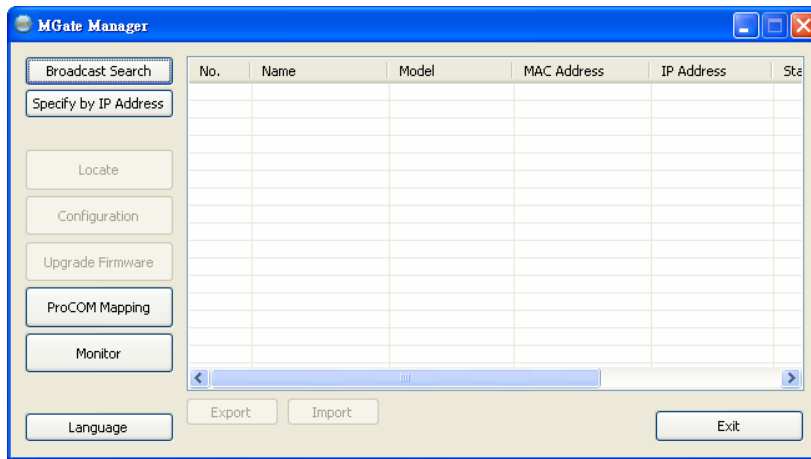 MGate Manager
Broadcast Search
Specify by IP Address
Locate
Configuration
Upgrade Firmware
ProCOM Mapping
Monitor
Language
No. Name Model MAC Address IP Address Sta
Export Import
Exit